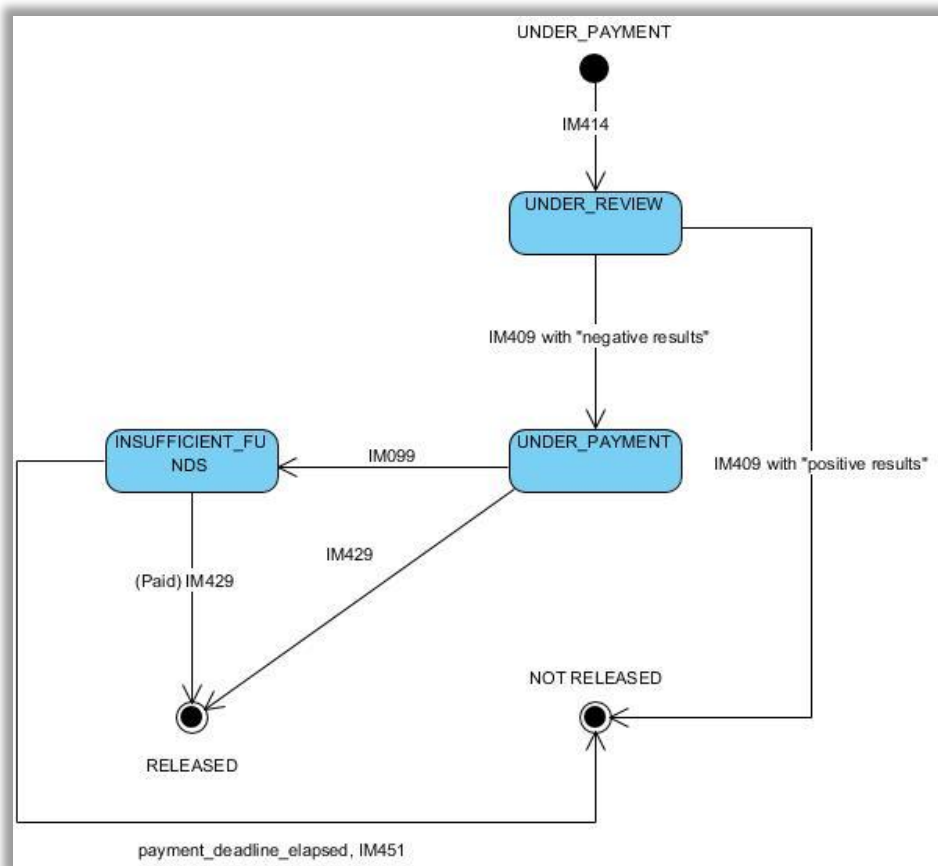 UNDER_PAYMENT
IM414
UNDER_REVIEW
IM409 with "negative results"
INSUFFICIENT_FU
NDS
IM099
UNDER_PAYMENT
IM409 with "positive results"
IM429
(Paid) IM429
NOT RELEASED
RELEASED
payment_deadline_elapsed, IM451